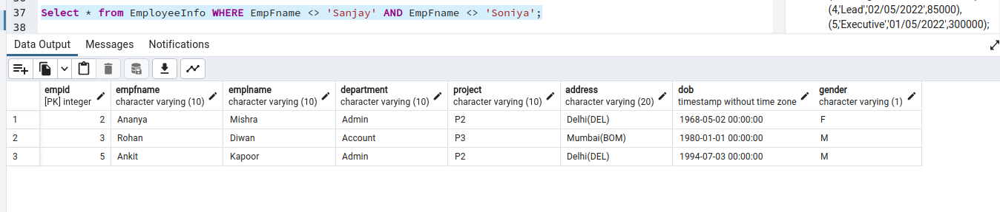 37 Select * from EmployeeInfo WHERE EmpFname <> 'Sanjay' AND EmpFname <> 'Soniya';
38
(4,'Lead','02/05/2022',85000),
(5,'Executive','01/05/2022',300000);
Data Output Messages Notifications
empid empfname emplname department project address dob gender
[PK] integer character varying (10) character varying (10) character varying (10) character varying (10) character varying (20) timestamp without time zone character varying (1)
1 2 Ananya Mishra Admin P2 Delhi(DEL) 1968-05-02 00:00:00 F
2 3 Rohan Diwan Account P3 Mumbai(BOM) 1980-01-01 00:00:00 M
3 5 Ankit Kapoor Admin P2 Delhi(DEL) 1994-07-03 00:00:00 M